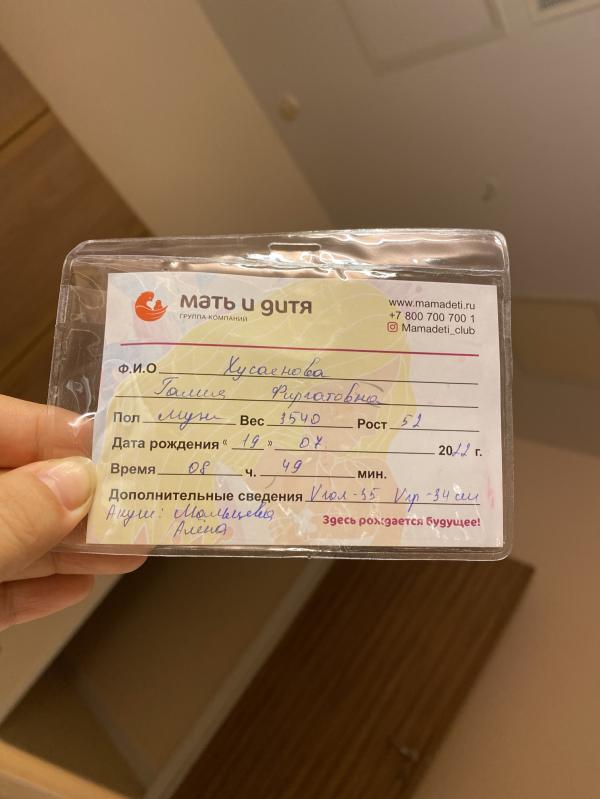 мать и дитя
ГРУППА КОМПАНИЙ
www.mamadeti.ru
+7 800 700 700 1
Mamadeti_club
Ф.И.О Хусаенова
Галия Фиргатовна
Пол муж Вес 3540 Рост 52
Дата рождения “ 19 ” 07 2022 г.
Время 08 ч. 49 мин.
Дополнительные сведения Vгол-35 Vгр-34 см
Акуш: Мальцева
Алёна
Здесь рождается будущее!